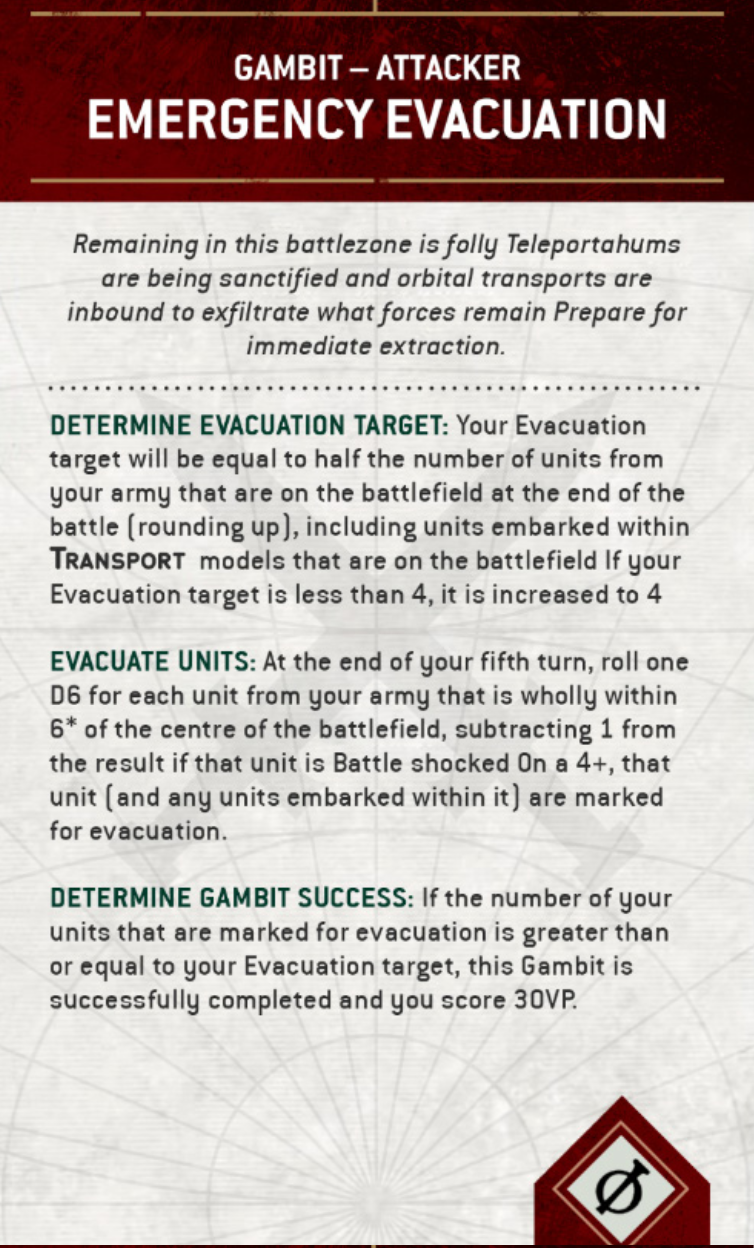 GAMBIT – ATTACKER
EMERGENCY EVACUATION
Remaining in this battlezone is folly Teleportahums
are being sanctified and orbital transports are
inbound to exfiltrate what forces remain Prepare for
immediate extraction.
DETERMINE EVACUATION TARGET: Your Evacuation
target will be equal to half the number of units from
your army that are on the battlefield at the end of the
battle (rounding up), including units embarked within
TRANSPORT models that are on the battlefield If your
Evacuation target is less than 4, it is increased to 4
EVACUATE UNITS: At the end of your fifth turn, roll one
D6 for each unit from your army that is wholly within
6* of the centre of the battlefield, subtracting 1 from
the result if that unit is Battle shocked On a 4+, that
unit (and any units embarked within it) are marked
for evacuation.
DETERMINE GAMBIT SUCCESS: If the number of your
units that are marked for evacuation is greater than
or equal to your Evacuation target, this Gambit is
successfully completed and you score 30VP.